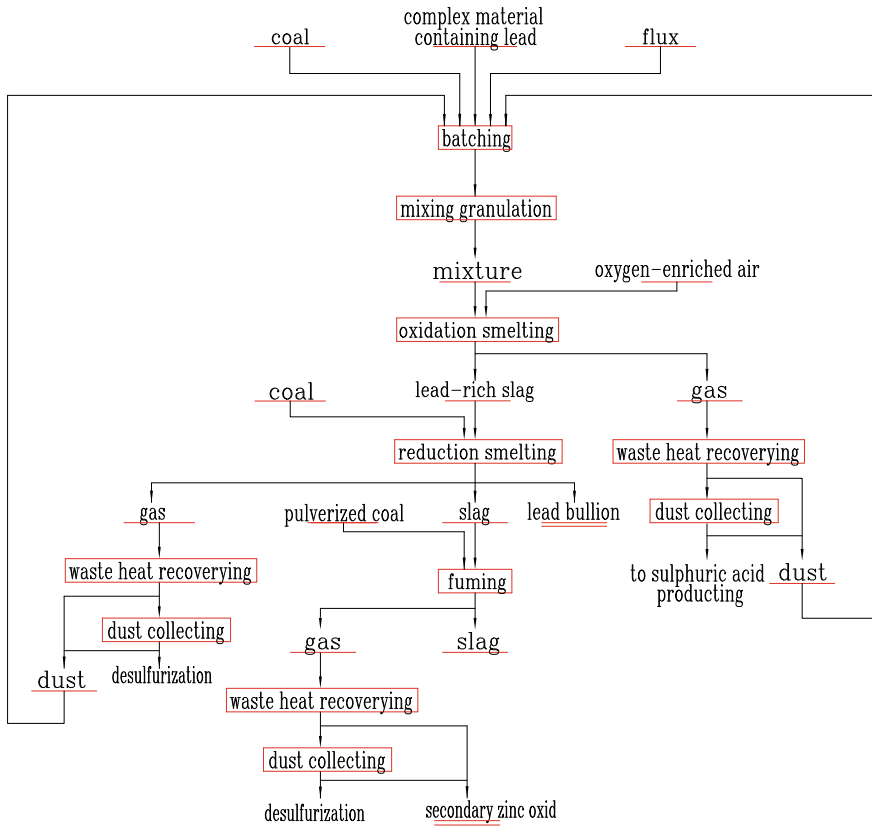 complex material
containing lead
coal
flux
batching
mixing granulation
mixture
oxygen-enriched air
oxidation smelting
coal
lead-rich slag
gas
reduction smelting
waste heat recoverying
gas
pulverized coal
slag
lead bullion
dust collecting
waste heat recoverying
fuming
to sulphuric acid
producting
dust
dust collecting
gas
slag
dust
desulfurization
waste heat recoverying
dust collecting
desulfurization
secondary zinc oxid